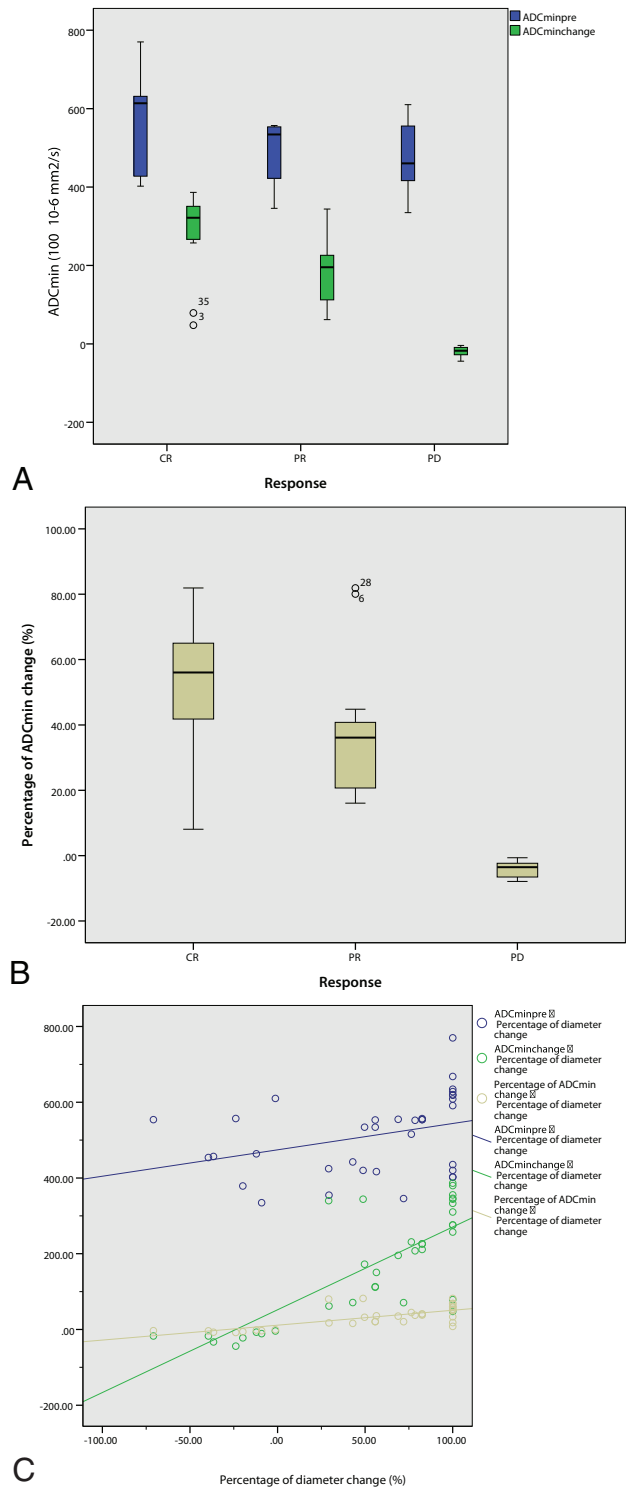 ADCminpre
ADCminchange
800
600
400
200
0
-200
ADCmin (100 10-6 mm2/s)
35
3
CR PR PD
Response
A
100.00
80.00
60.00
40.00
20.00
.00
-20.00
Percentage of ADCmin change (%)
28
6
CR PR PD
Response
B
800.00
600.00
400.00
200.00
.00
-200.00
-100.00 -50.00 .00 50.00 100.00
Percentage of diameter change (%)
ADCminpre
Percentage of diameter
change
ADCminchange
Percentage of diameter
change
Percentage of ADCmin
change
Percentage of diameter
change
ADCminpre
Percentage of diameter
change
ADCminchange
Percentage of diameter
change
Percentage of ADCmin
change
Percentage of diameter
change
C